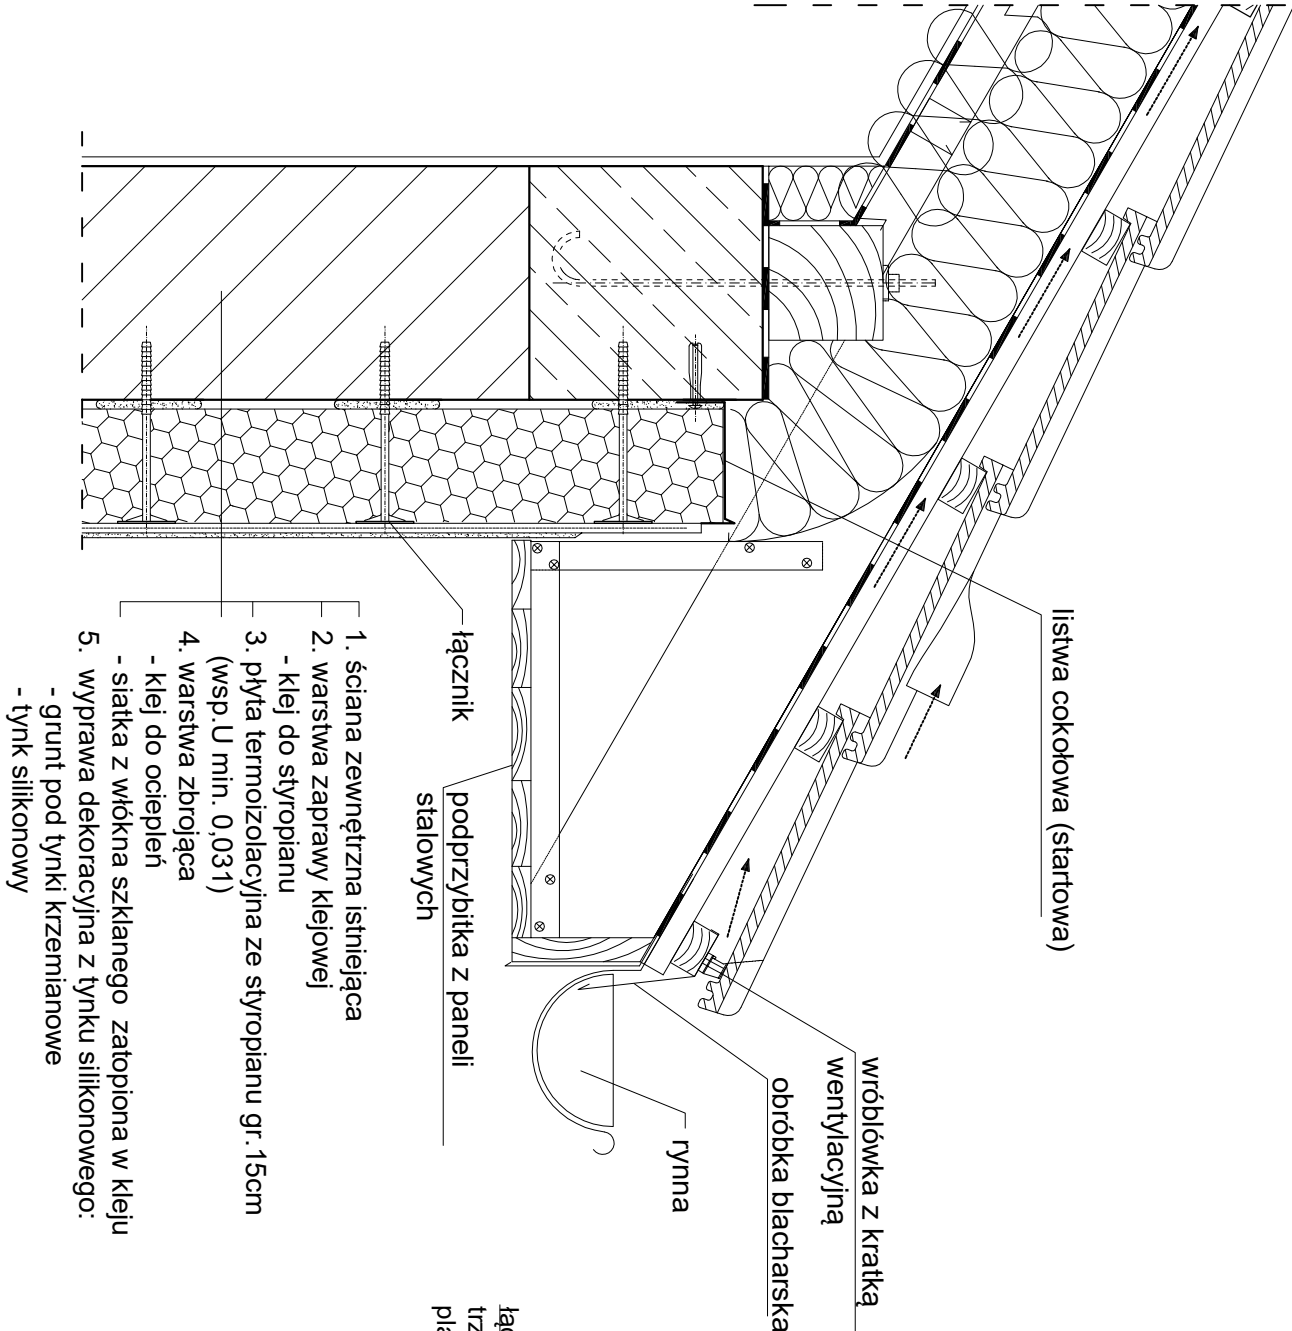 listwa cokołowa (startowa)
wróblówka z kratką
wentylacyjną
obróbka blacharska
rynna
łącznik
podprzybitka z paneli
stalowych
1. ściana zewnętrzna istniejąca
2. warstwa zaprawy klejowej
- klej do styropianu
3. płyta termoizolacyjna ze styropianu gr.15cm
(wsp.U min. 0,031)
4. warstwa zbrojąca
- klej do ociepleń
- siatka z włókna szklanego zatopiona w kleju
5. wyprawa dekoracyjna z tynku silikonowego:
- grunt pod tynki krzemianowe
- tynk silikonowy